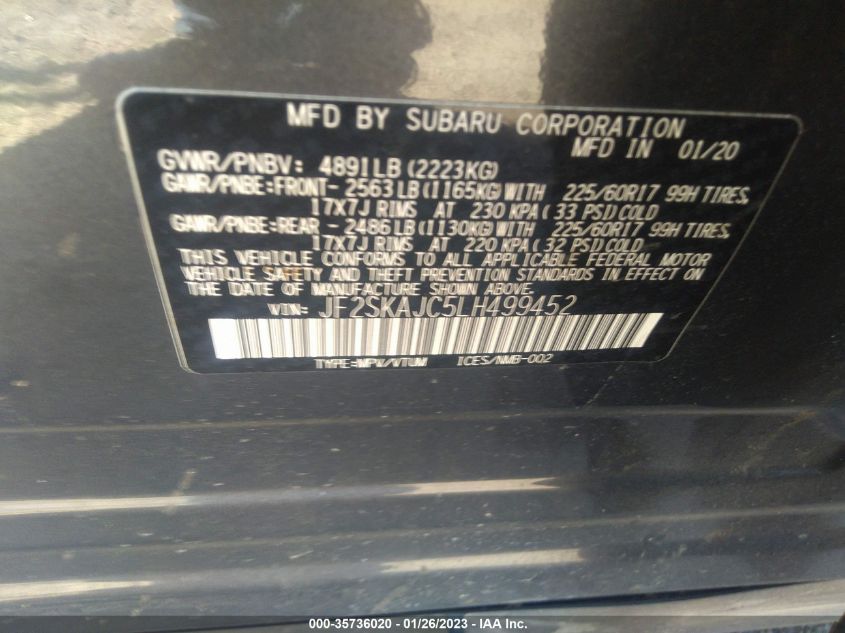 MFD BY SUBARU CORPORATION
MFD IN 01/20
GVWR/PNBV: 4891LB (2223KG)
GAWR/PNBE:FRONT- 2563LB(1165KG)WITH 225/60R17 99H TIRES,
17X7J RIMS AT 230 KPA( 33 PSI)COLD
GAWR/PNBE:REAR - 2486LB(1130KG)WITH 225/60R17 99H TIRES,
17X7J RIMS AT 220 KPA( 32 PSI)COLD
THIS VEHICLE CONFORMS TO ALL APPLICABLE FEDERAL MOTOR
VEHICLE SAFETY AND THEFT PREVENTION STANDARDS IN EFFECT ON
THE DATE OF MANUFACTURE SHOWN ABOVE.
VIN: JF2SKAJC5LH499452
TYPE:MPV/VTUM ICES/NMB-002
000-35736020 - 01/26/2023 - IAA Inc.